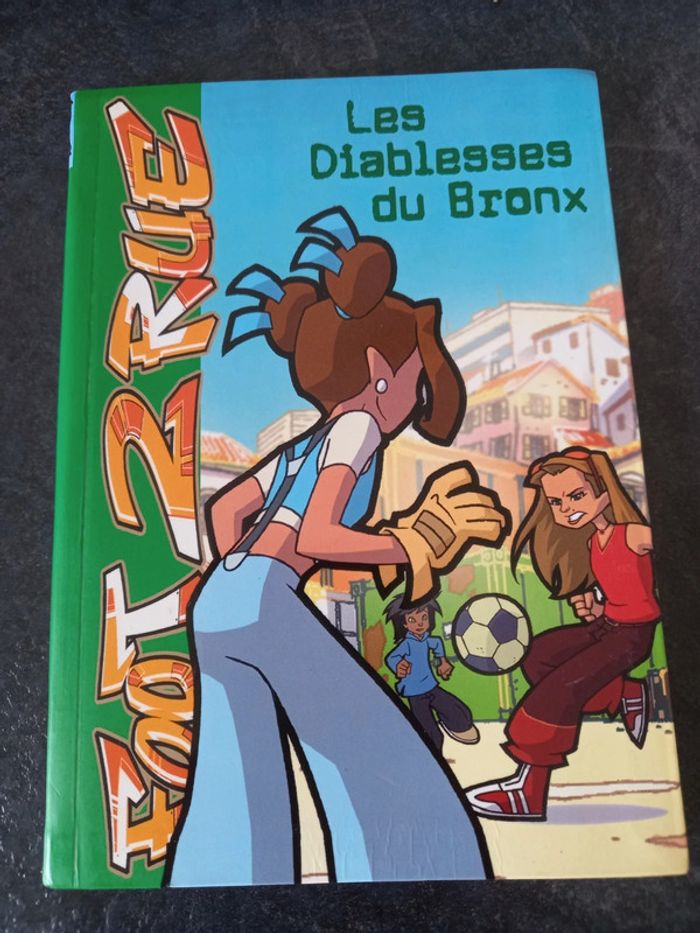 Les
Diablesses
du Bronx
FOOT 2 RUE